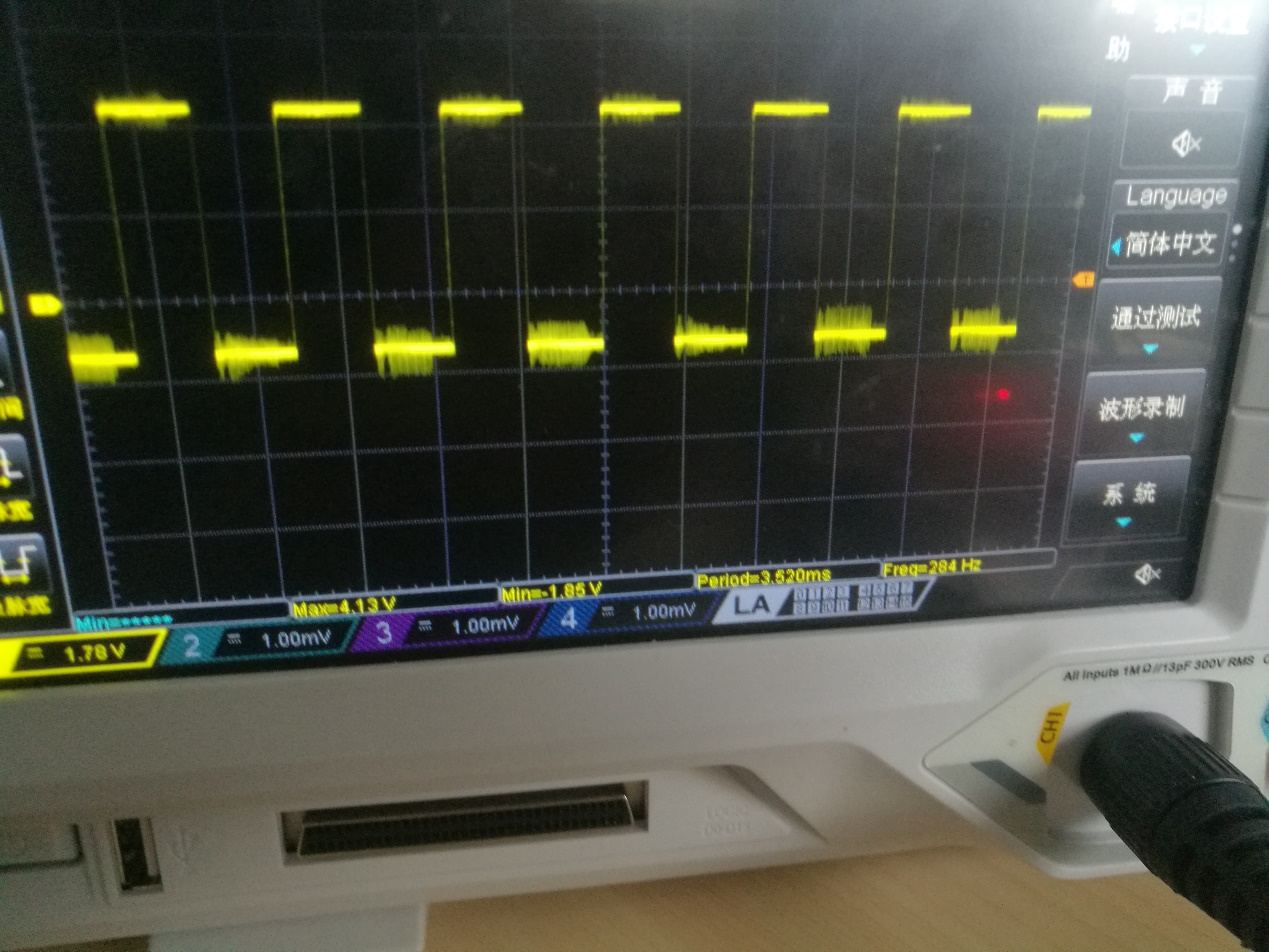 助
声 音
Language
简体中文
通过测试
波形录制
系 统
Min=*****
Max=4.13 V
Min=-1.85 V
Period=3.520ms
Freq=284 Hz
1.78 V
2 1.00mV
3 1.00mV
4 1.00mV
LA
All Inputs 1MΩ//13pF 300V RMS
CH1